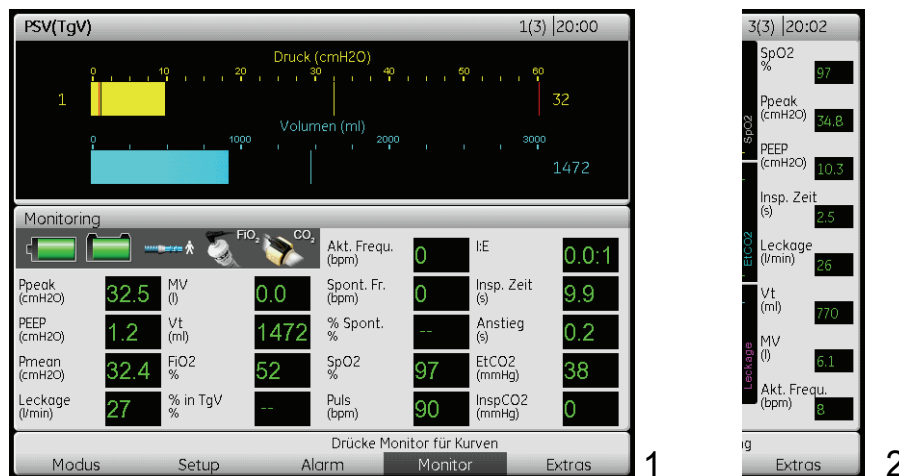 PSV(TgV) 1(3) |20:00
Druck (cmH2O)
0 10 20 30 40 50 60
1 32
Volumen (ml)
0 1000 2000 3000
1472
Monitoring
FiO2 CO2
Akt. Frequ. (bpm) 0 I:E 0.0:1
Ppeak (cmH2O) 32.5 MV (l) 0.0 Spont. Fr. (bpm) 0 Insp. Zeit (s) 9.9
PEEP (cmH2O) 1.2 Vt (ml) 1472 % Spont. % -- Anstieg (s) 0.2
Pmean (cmH2O) 32.4 FiO2 % 52 SpO2 % 97 EtCO2 (mmHg) 38
Leckage (l/min) 27 % in TgV % -- Puls (bpm) 90 InspCO2 (mmHg) 0
Drücke Monitor für Kurven
Modus Setup Alarm Monitor Extras
1
3(3) |20:02
SpO2 % 97
Ppeak (cmH2O) 34.8
SpO2
PEEP (cmH2O) 10.3
Insp. Zeit (s) 2.5
EtCO2
Leckage (l/min) 26
Vt (ml) 770
MV (l) 6.1
Leckage
Akt. Frequ. (bpm) 8
ng
Extras
2